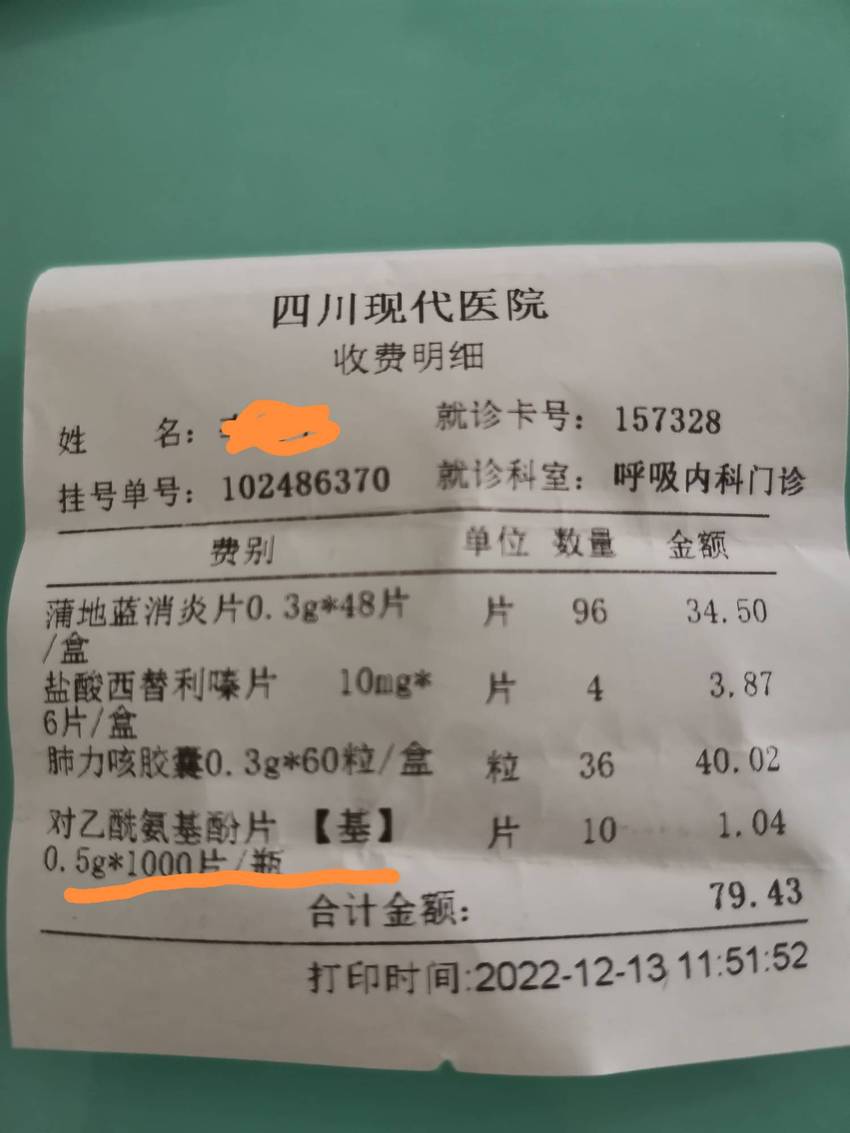 四川现代医院
收费明细
姓 名: 就诊卡号: 157328
挂号单号: 102486370 就诊科室: 呼吸内科门诊
费别 单位 数量 金额
蒲地蓝消炎片0.3g*48片 片 96 34.50
/盒
盐酸西替利嗪片 10mg* 片 4 3.87
6片/盒
肺力咳胶囊0.3g*60粒/盒 粒 36 40.02
对乙酰氨基酚片 【基】 片 10 1.04
0.5g*1000片/瓶
合计金额: 79.43
打印时间:2022-12-13 11:51:52